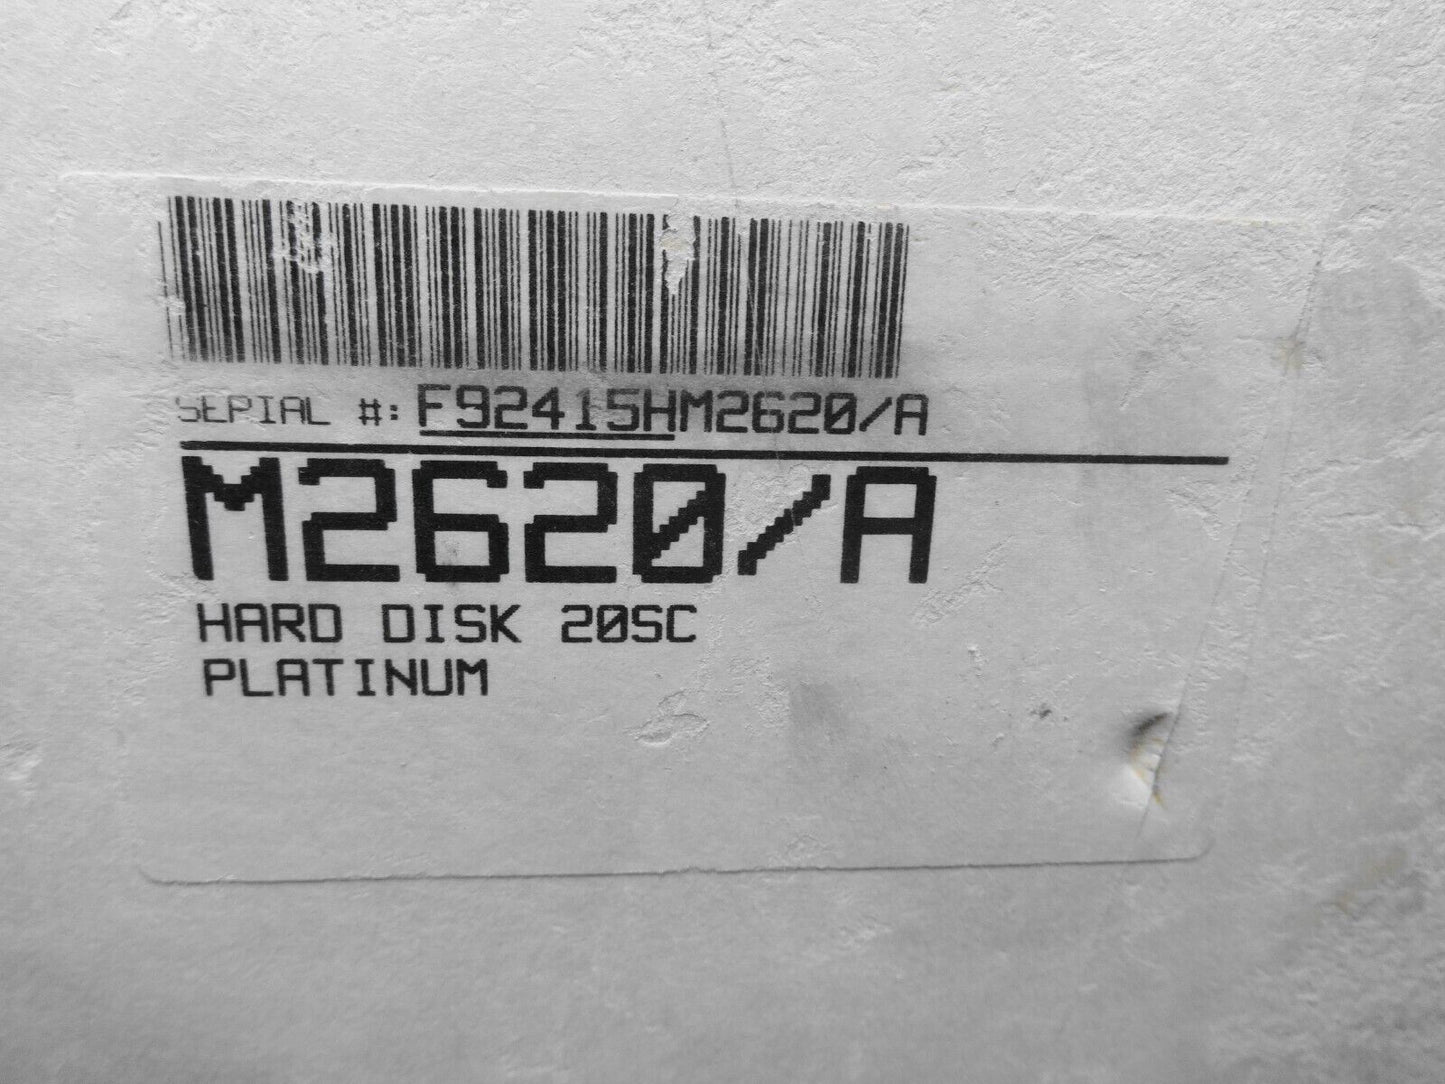 SERIAL #: F92415HM2620/A
M2620/A
HARD DISK 20SC
PLATINUM